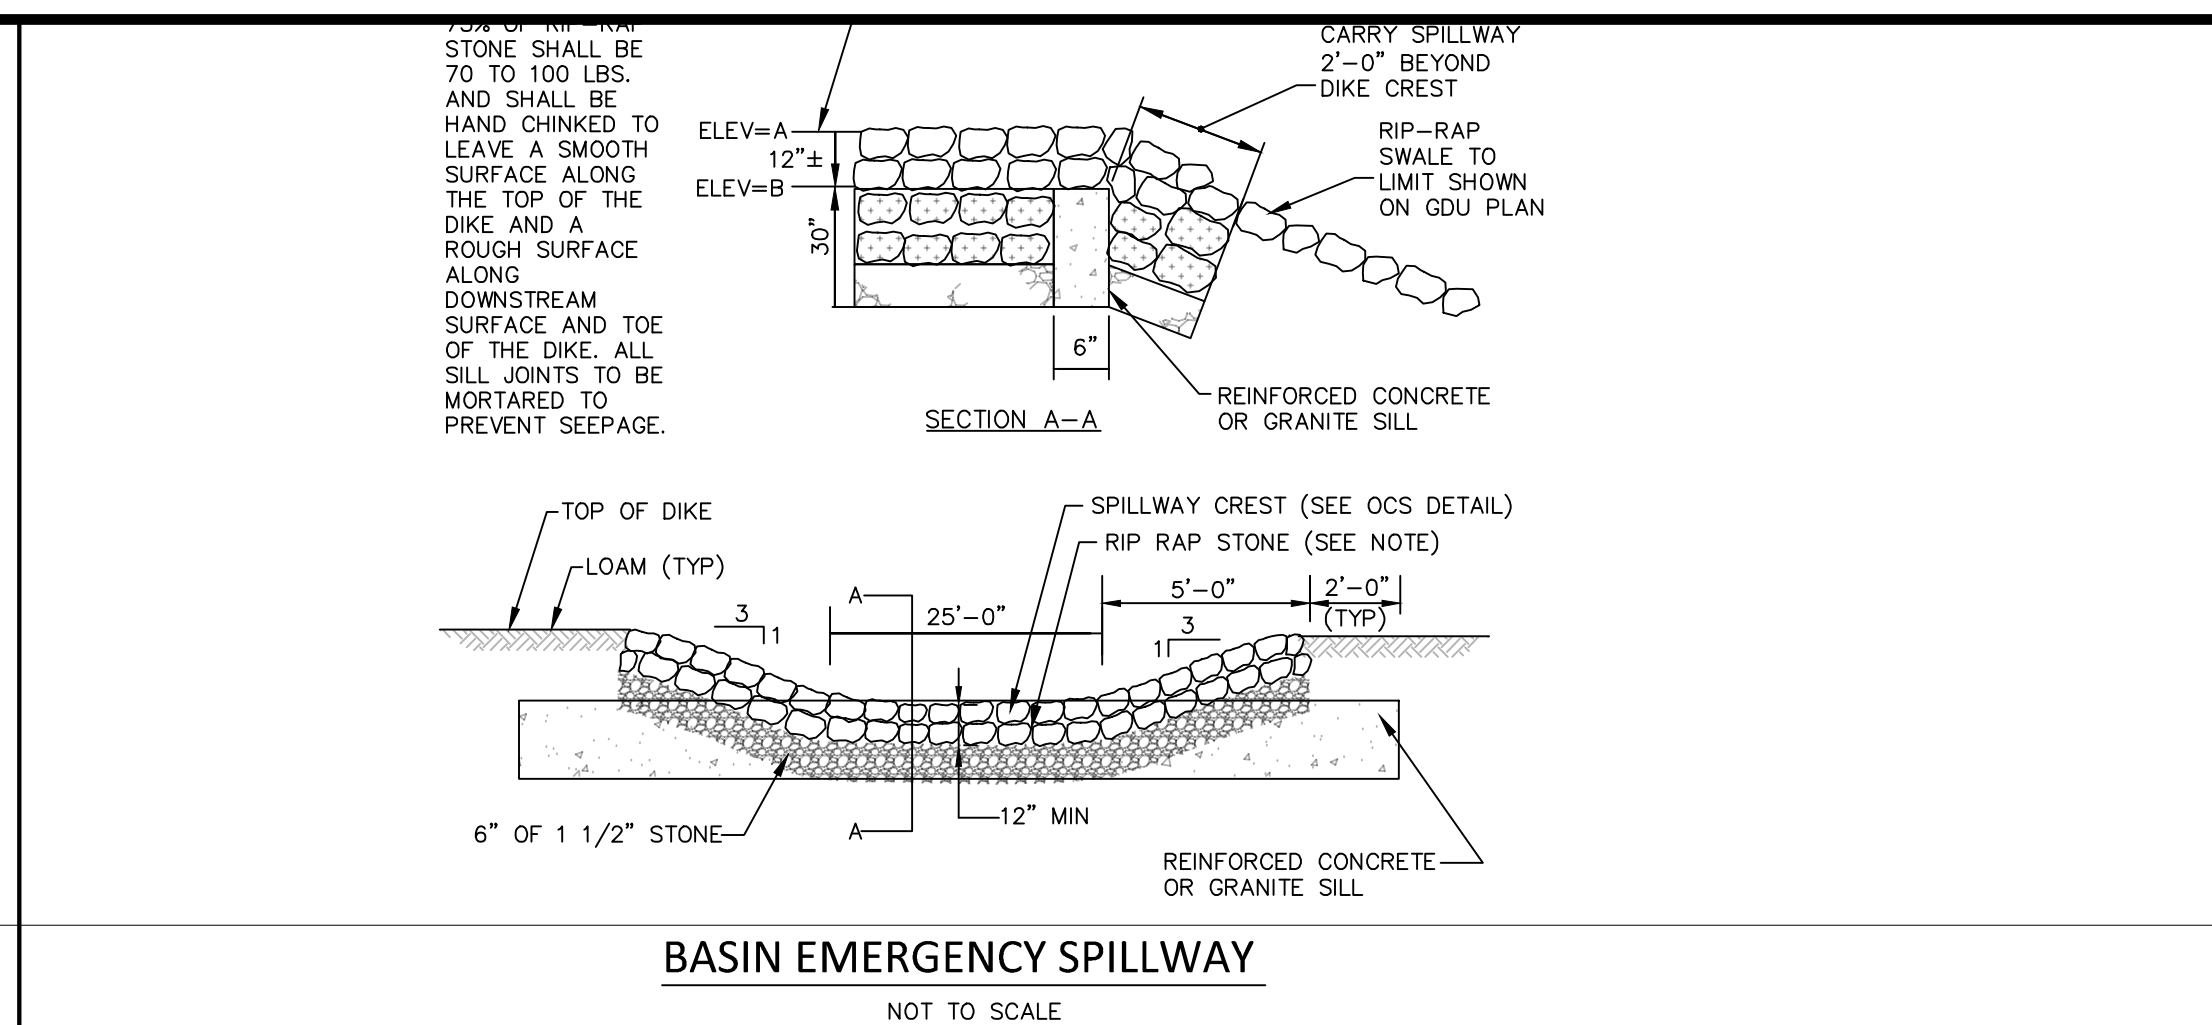 75% OF RIP-RAP
STONE SHALL BE
70 TO 100 LBS.
AND SHALL BE
HAND CHINKED TO
LEAVE A SMOOTH
SURFACE ALONG
THE TOP OF THE
DIKE AND A
ROUGH SURFACE
ALONG
DOWNSTREAM
SURFACE AND TOE
OF THE DIKE. ALL
SILL JOINTS TO BE
MORTARED TO
PREVENT SEEPAGE.
ELEV=A
12"±
ELEV=B
30"
6"
SECTION A-A
CARRY SPILLWAY
2'-0" BEYOND
DIKE CREST
RIP-RAP
SWALE TO
LIMIT SHOWN
ON GDU PLAN
REINFORCED CONCRETE
OR GRANITE SILL
TOP OF DIKE
LOAM (TYP)
SPILLWAY CREST (SEE OCS DETAIL)
RIP RAP STONE (SEE NOTE)
3
1
A
25'-0"
5'-0"
2'-0"
(TYP)
3
1
6" OF 1 1/2" STONE
A
12" MIN
REINFORCED CONCRETE
OR GRANITE SILL
BASIN EMERGENCY SPILLWAY
NOT TO SCALE